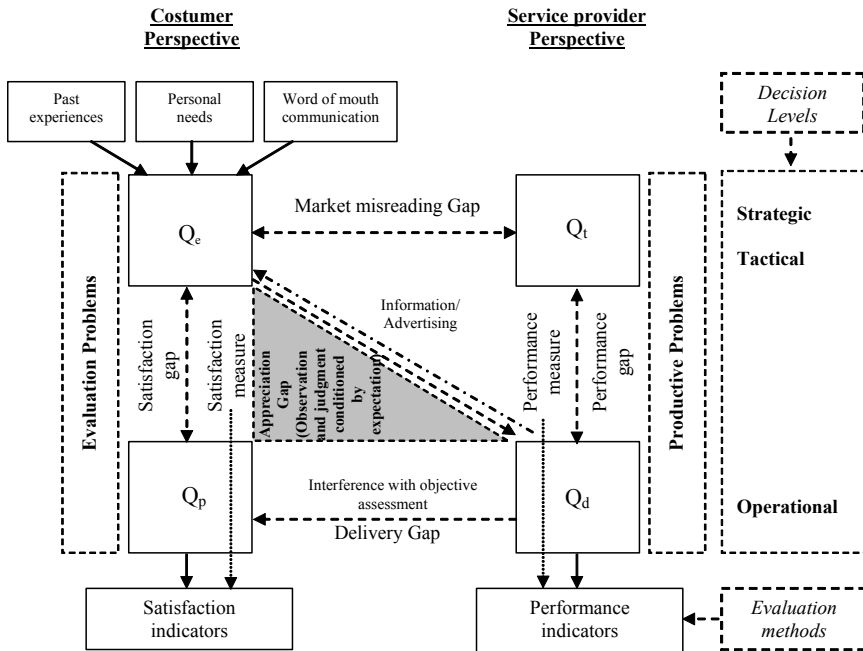 Costumer
Perspective
Service provider
Perspective
Past
experiences
Personal
needs
Word of mouth
communication
Decision
Levels
Evaluation Problems
Qe
Market misreading Gap
Qt
Productive Problems
Strategic
Tactical
Operational
Satisfaction
gap
Satisfaction
measure
Information/
Advertising
Performance
measure
Performance
gap
Appreciation
Gap
(Observation
and judgment
conditioned
by
expectation)
Qp
Interference with objective
assessment
Delivery Gap
Qd
Satisfaction
indicators
Performance
indicators
Evaluation
methods